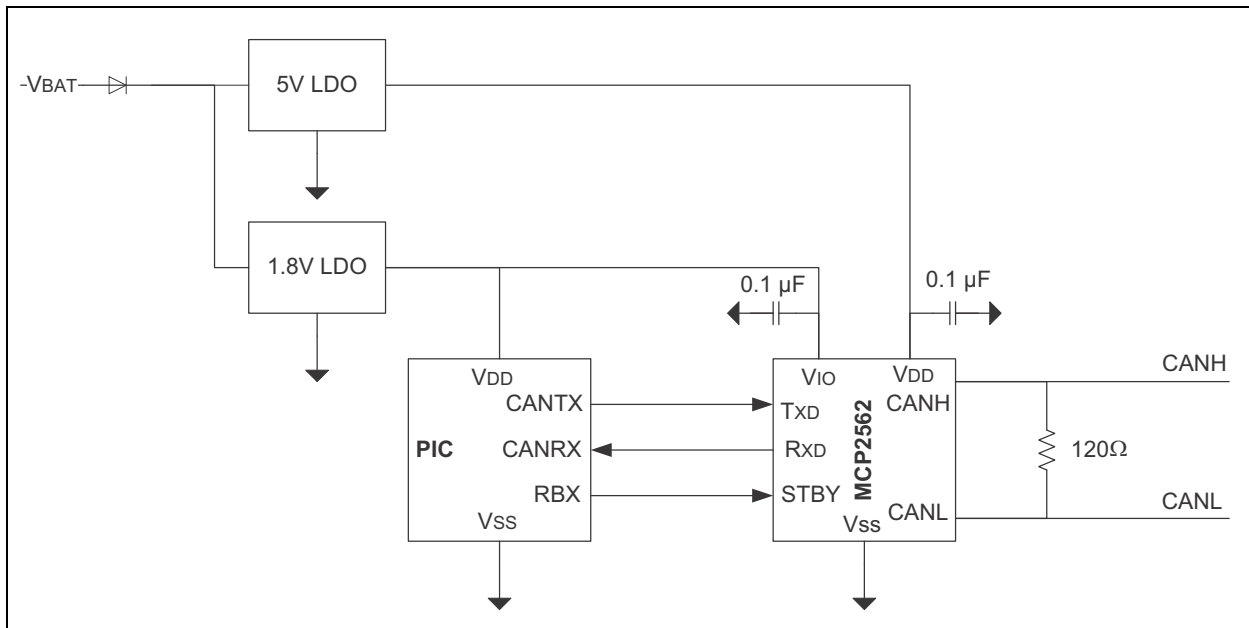 VBAT
5V LDO
1.8V LDO
0.1 µF
0.1 µF
VDD
CANTX
PIC
CANRX
RBX
VSS
VIO
VDD
TXD
CANH
RXD
MCP2562
STBY
CANL
Vss
CANH
120Ω
CANL